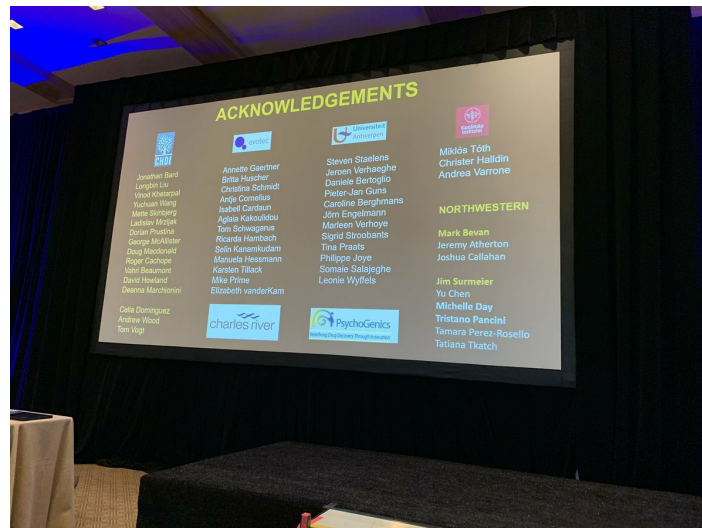 ACKNOWLEDGEMENTS
CHDI
Jonathan Bard
Longbin Liu
Vinod Khetarpal
Yuchuan Wang
Mette Skinbjerg
Ladislav Mrzljak
Dorian Prustina
George McAllister
Doug Macdonald
Roger Cachope
Vahri Beaumont
David Howland
Deanna Marchionini
Celia Dominguez
Andrew Wood
Tom Vogt
evotec
Annette Gaertner
Britta Huscher
Christina Schmidt
Antje Cornelius
Isabell Cardaun
Aglaia Kakoulidou
Tom Schwagarus
Ricarda Hambach
Selin Kanamkudam
Manuela Hessmann
Karsten Tillack
Mike Prime
Elizabeth vanderKam
charles river
Universiteit
Antwerpen
Steven Staelens
Jeroen Verhaeghe
Daniele Bertoglio
Pieter-Jan Guns
Caroline Berghmans
Jörn Engelmann
Marleen Verhoye
Sigrid Stroobants
Tina Praats
Philippe Joye
Somaie Salajeghe
Leonie Wyffels
PsychoGenics
Redefining Drug Discovery Through Innovation
Karolinska
Institutet
Miklós Tóth
Christer Halldin
Andrea Varrone
NORTHWESTERN
Mark Bevan
Jeremy Atherton
Joshua Callahan
Jim Surmeier
Yu Chen
Michelle Day
Tristano Pancini
Tamara Perez-Rosello
Tatiana Tkatch